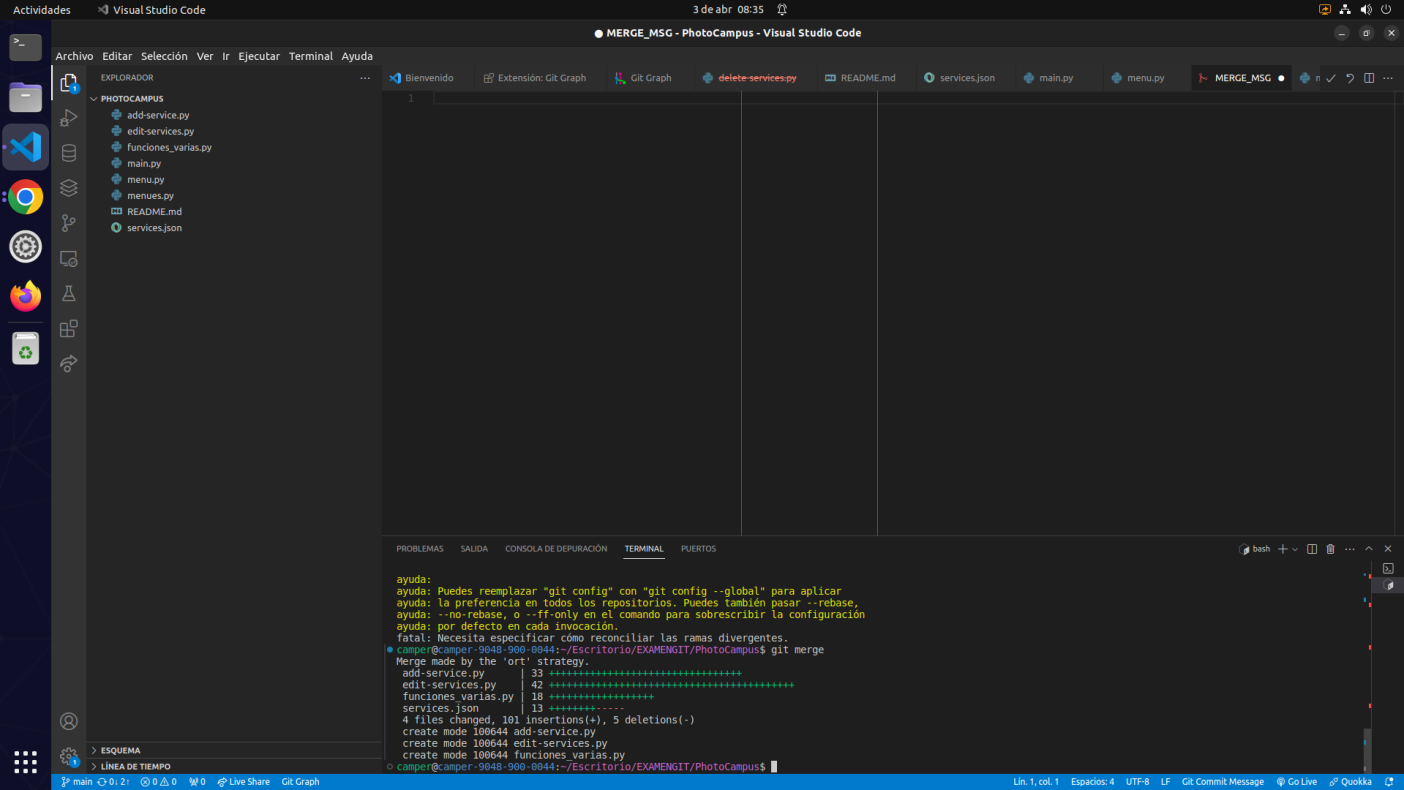 Actividades
Visual Studio Code
3 de abr 08:35
● MERGE_MSG - PhotoCampus - Visual Studio Code
Archivo Editar Selección Ver Ir Ejecutar Terminal Ayuda
EXPLORADOR
PHOTOCAMPUS
add-service.py
edit-services.py
funciones_varias.py
main.py
menu.py
menues.py
README.md
services.json
ESQUEMA
LÍNEA DE TIEMPO
1
1
Bienvenido
Extensión: Git Graph
Git Graph
delete-services.py
README.md
services.json
main.py
menu.py
MERGE_MSG ●
1
PROBLEMAS SALIDA CONSOLA DE DEPURACIÓN TERMINAL PUERTOS
bash
ayuda:
ayuda: Puedes reemplazar "git config" con "git config --global" para aplicar
ayuda: la preferencia en todos los repositorios. Puedes también pasar --rebase,
ayuda: --no-rebase, o --ff-only en el comando para sobrescribir la configuración
ayuda: por defecto en cada invocación.
fatal: Necesita especificar cómo reconciliar las ramas divergentes.
camper@camper-9048-900-0044:~/Escritorio/EXAMENGIT/PhotoCampus$ git merge
Merge made by the 'ort' strategy.
add-service.py | 33 +++++++++++++++++++++++++++++++++
edit-services.py | 42 ++++++++++++++++++++++++++++++++++++++++++
funciones_varias.py | 18 ++++++++++++++++++
services.json | 13 ++++++++-----
4 files changed, 101 insertions(+), 5 deletions(-)
create mode 100644 add-service.py
create mode 100644 edit-services.py
create mode 100644 funciones_varias.py
camper@camper-9048-900-0044:~/Escritorio/EXAMENGIT/PhotoCampus$
main 0↓ 2↑ 0 0 0 Live Share Git Graph
Lín. 1, col. 1 Espacios: 4 UTF-8 LF Git Commit Message Go Live Quokka